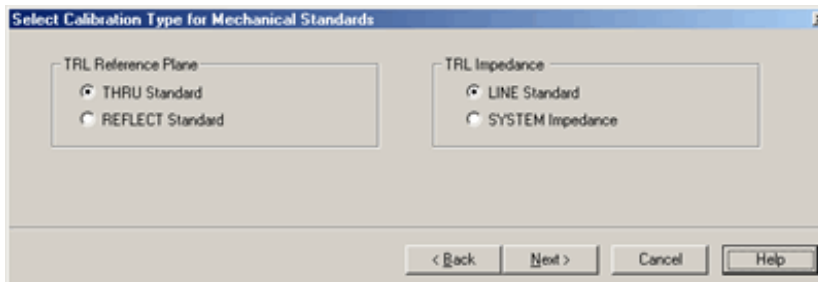 Select Calibration Type for Mechanical Standards
TRL Reference Plane
THRU Standard
REFLECT Standard
TRL Impedance
LINE Standard
SYSTEM Impedance
< Back
Next >
Cancel
Help